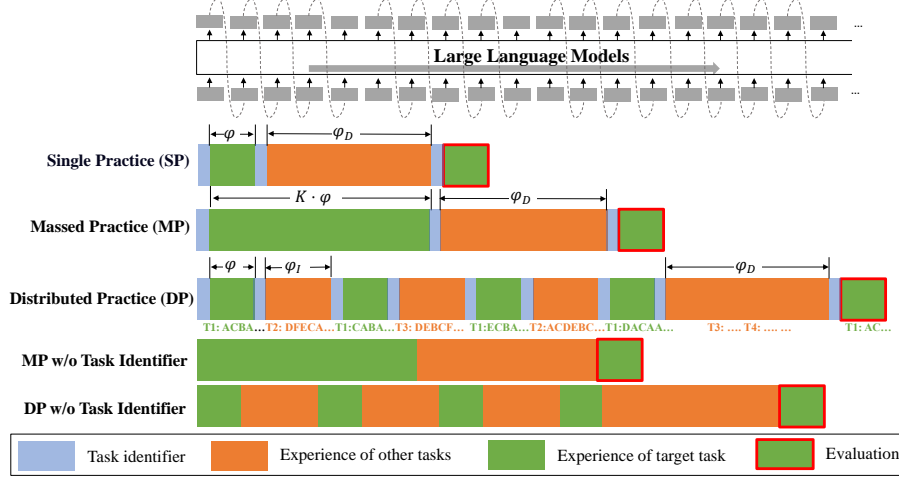 ...
Large Language Models
...
φ φ_D
Single Practice (SP)
K · φ φ_D
Massed Practice (MP)
φ φ_I φ_D
Distributed Practice (DP)
T1: ACBA... T2: DFECA... T1:CABA... T3: DEBCF... T1:ECBA... T2:ACDEBC... T1:DACAA... T3: .... T4: .... ... T1: AC...
MP w/o Task Identifier
DP w/o Task Identifier
Task identifier Experience of other tasks Experience of target task Evaluation